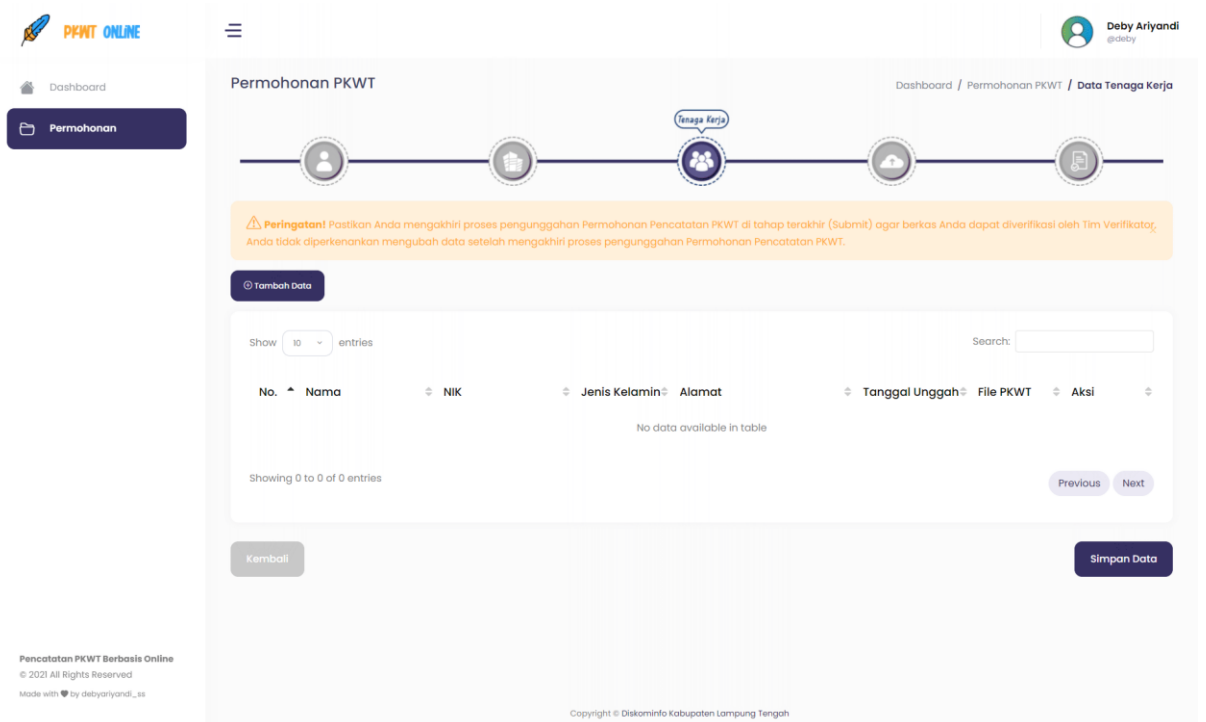 PKWT ONLINE
Deby Ariyandi
@deby
Dashboard
Permohonan
Permohonan PKWT
Dashboard / Permohonan PKWT / Data Tenaga Kerja
Tenaga Kerja
Peringatan! Pastikan Anda mengakhiri proses pengunggahan Permohonan Pencatatan PKWT di tahap terakhir (Submit) agar berkas Anda dapat diverifikasi oleh Tim Verifikator.
Anda tidak diperkenankan mengubah data setelah mengakhiri proses pengunggahan Permohonan Pencatatan PKWT.
Tambah Data
Show 10 entries
Search:
No. Nama NIK Jenis Kelamin Alamat Tanggal Unggah File PKWT Aksi
No data available in table
Showing 0 to 0 of 0 entries
Previous Next
Kembali
Simpan Data
Pencatatan PKWT Berbasis Online
© 2021 All Rights Reserved
Made with 🖤 by debyariyandi_ss
Copyright © Diskominfo Kabupaten Lampung Tengah